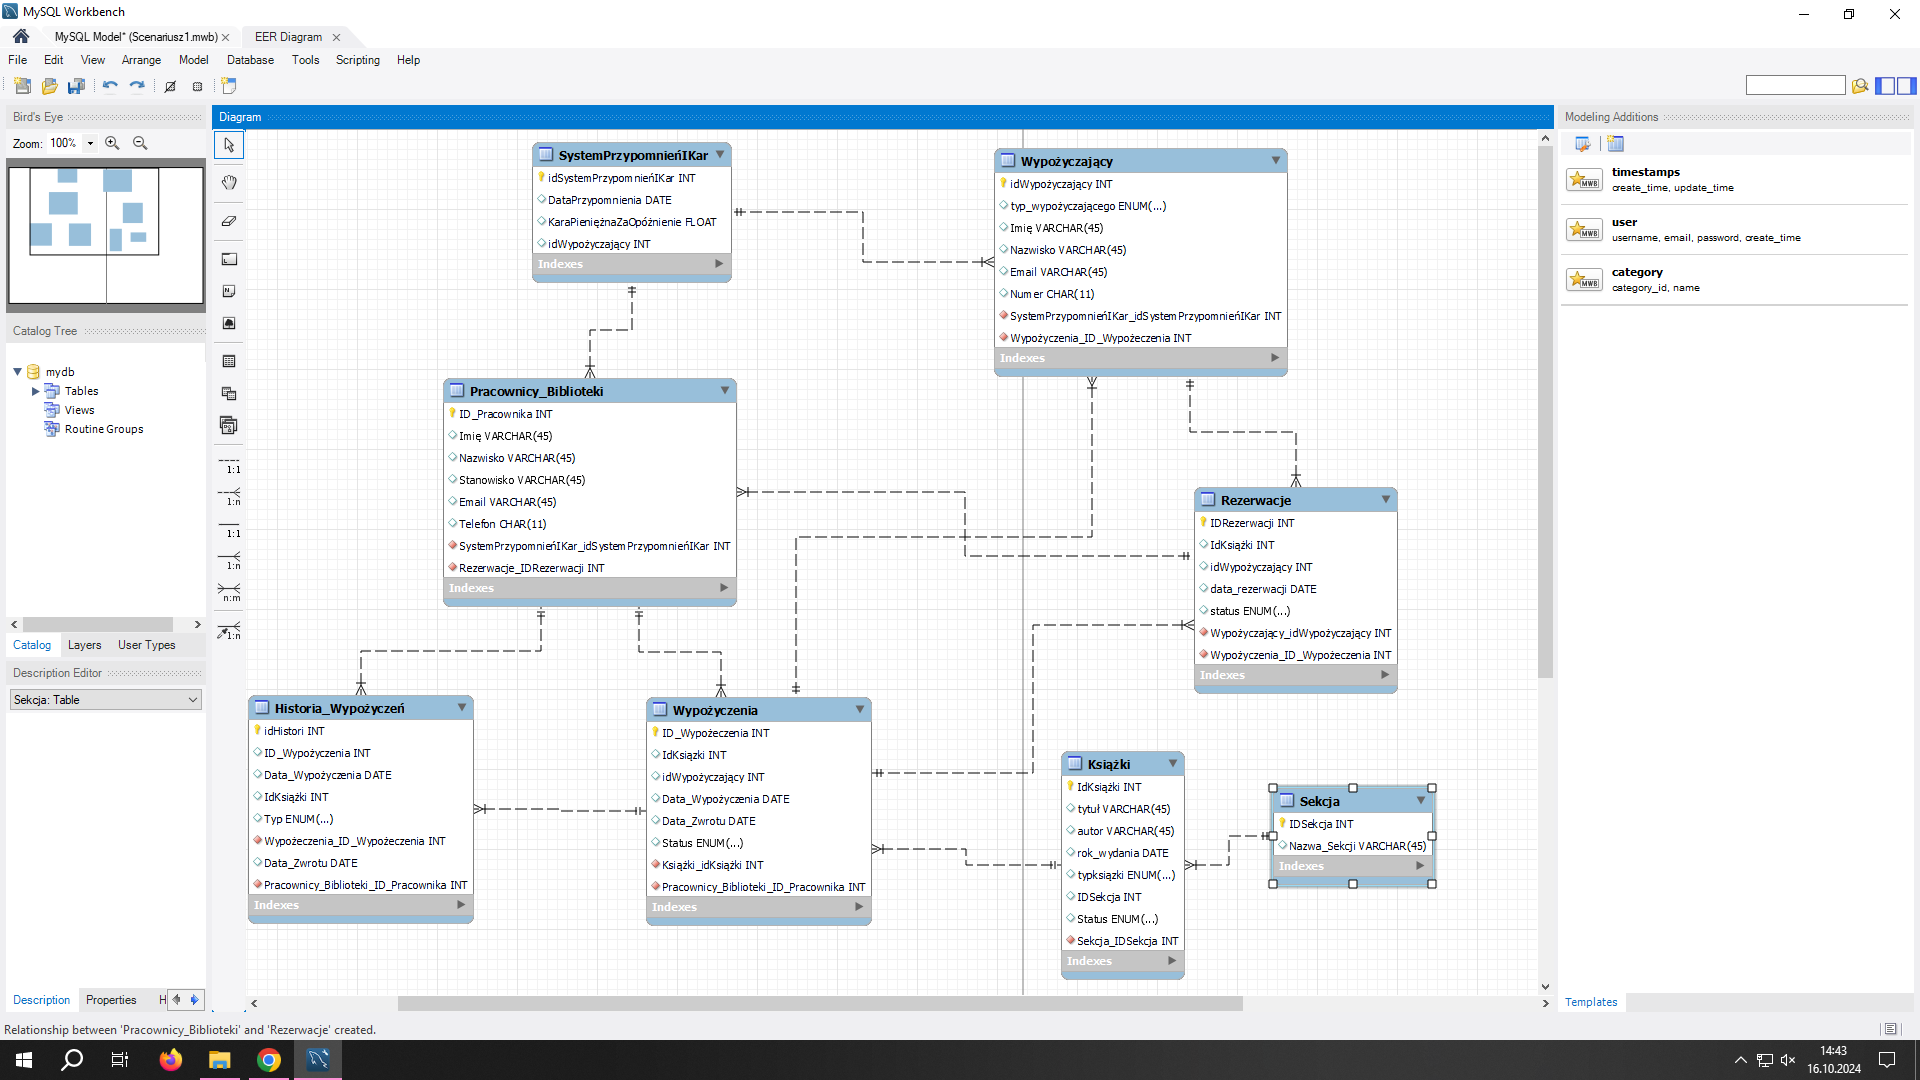 MySQL Workbench
MySQL Model* (Scenariusz1.mwb)
EER Diagram
File Edit View Arrange Model Database Tools Scripting Help
Bird's Eye
Zoom: 100%
Catalog Tree
mydb
Tables
Views
Routine Groups
Catalog Layers User Types
Description Editor
Sekcja: Table
Description Properties H
Diagram
1:1
1:n
1:1
1:n
n:m
1:n
SystemPrzypomnieńIKar
idSystemPrzypomnieńIKar INT
DataPrzypomnienia DATE
KaraPieniężnaZaOpóźnienie FLOAT
idWypożyczający INT
Indexes
Wypożyczający
idWypożyczający INT
typ_wypożyczającego ENUM(...)
Imię VARCHAR(45)
Nazwisko VARCHAR(45)
Email VARCHAR(45)
Numer CHAR(11)
SystemPrzypomnieńIKar_idSystemPrzypomnieńIKar INT
Wypożyczenia_ID_Wypożeczenia INT
Indexes
Pracownicy_Biblioteki
ID_Pracownika INT
Imię VARCHAR(45)
Nazwisko VARCHAR(45)
Stanowisko VARCHAR(45)
Email VARCHAR(45)
Telefon CHAR(11)
SystemPrzypomnieńIKar_idSystemPrzypomnieńIKar INT
Rezerwacje_IDRezerwacji INT
Indexes
Rezerwacje
IDRezerwacji INT
IdKsiążki INT
idWypożyczający INT
data_rezerwacji DATE
status ENUM(...)
Wypożyczający_idWypożyczający INT
Wypożyczenia_ID_Wypożeczenia INT
Indexes
Historia_Wypożyczeń
idHistori INT
ID_Wypożyczenia INT
Data_Wypożyczenia DATE
IdKsiążki INT
Typ ENUM(...)
Wypożeczenia_ID_Wypożeczenia INT
Data_Zwrotu DATE
Pracownicy_Biblioteki_ID_Pracownika INT
Indexes
Wypożyczenia
ID_Wypożeczenia INT
IdKsiązki INT
idWypożyczający INT
Data_Wypożyczenia DATE
Data_Zwrotu DATE
Status ENUM(...)
Książki_idKsiążki INT
Pracownicy_Biblioteki_ID_Pracownika INT
Indexes
Książki
IdKsiążki INT
tytuł VARCHAR(45)
autor VARCHAR(45)
rok_wydania DATE
typksiązki ENUM(...)
IDSekcja INT
Status ENUM(...)
Sekcja_IDSekcja INT
Indexes
Sekcja
IDSekcja INT
Nazwa_Sekcji VARCHAR(45)
Indexes
Modeling Additions
timestamps
create_time, update_time
user
username, email, password, create_time
category
category_id, name
Templates
Relationship between 'Pracownicy_Biblioteki' and 'Rezerwacje' created.
14:43
16.10.2024